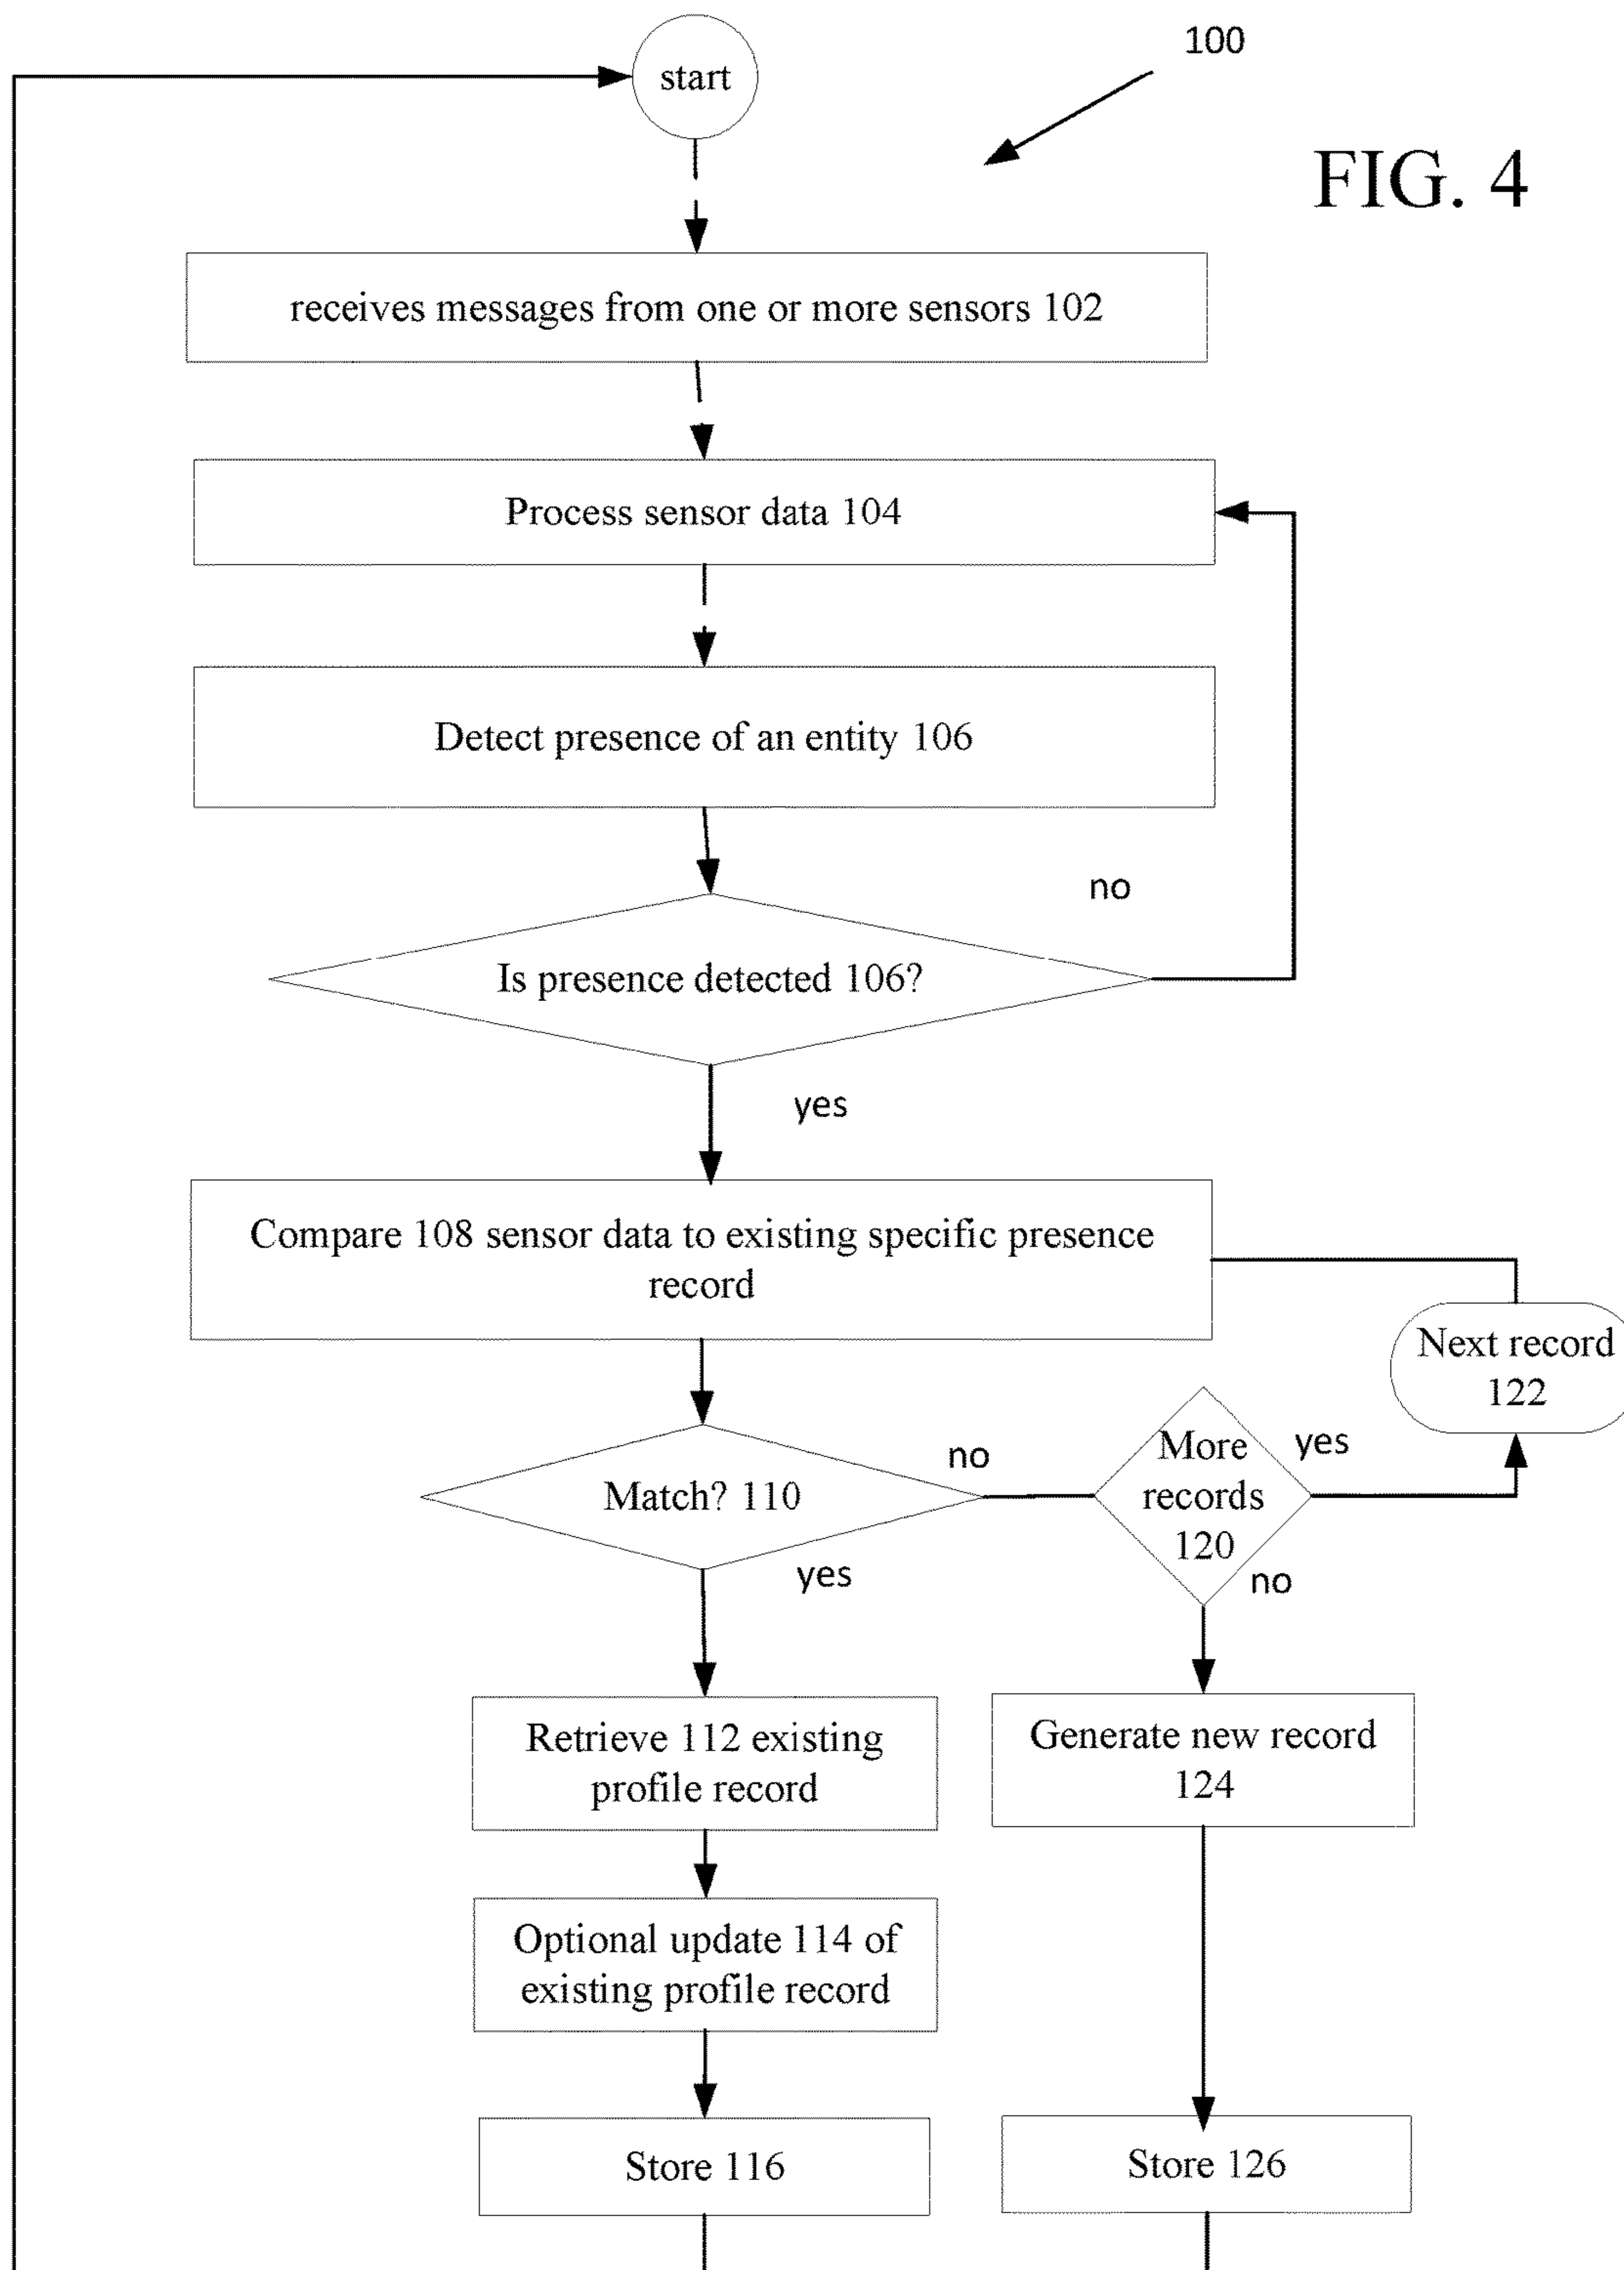 100
start
FIG. 4
receives messages from one or more sensors 102
Process sensor data 104
Detect presence of an entity 106
no
Is presence detected 106?
yes
Compare 108 sensor data to existing specific presence
record
Next record
122
no
More
records
120
yes
Match? 110
yes
no
Retrieve 112 existing
profile record
Generate new record
124
Optional update 114 of
existing profile record
Store 116
Store 126